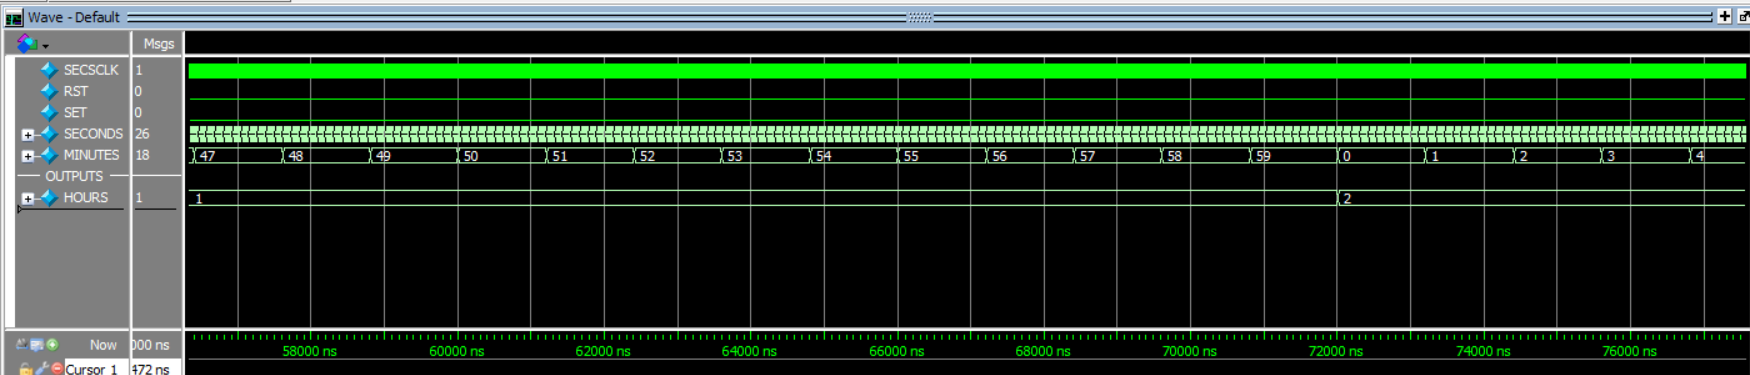 Wave - Default
Msgs
SECSCLK 1
RST 0
SET 0
SECONDS 26
MINUTES 18 47 48 49 50 51 52 53 54 55 56 57 58 59 0 1 2 3 4
OUTPUTS
HOURS 1 1 2
Now 000 ns 58000 ns 60000 ns 62000 ns 64000 ns 66000 ns 68000 ns 70000 ns 72000 ns 74000 ns 76000 ns
Cursor 1 472 ns